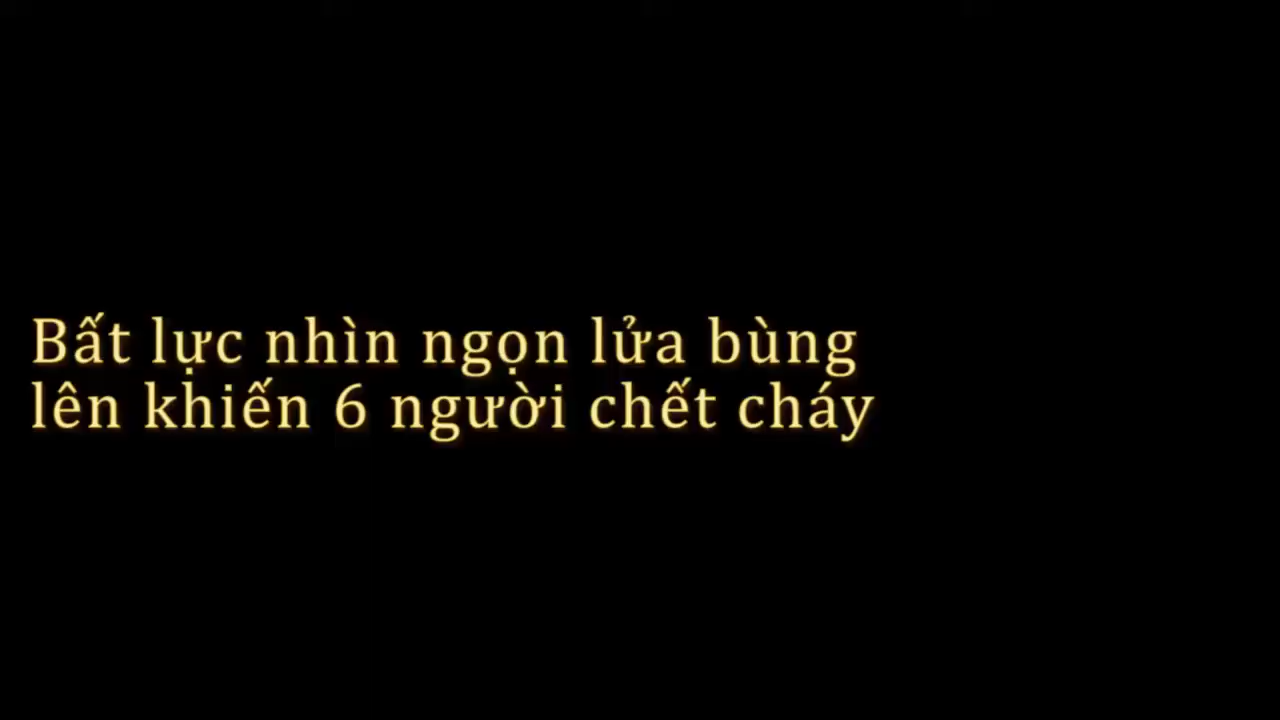 Bất lực nhìn ngọn lửa bùng
lên khiến 6 người chết cháy